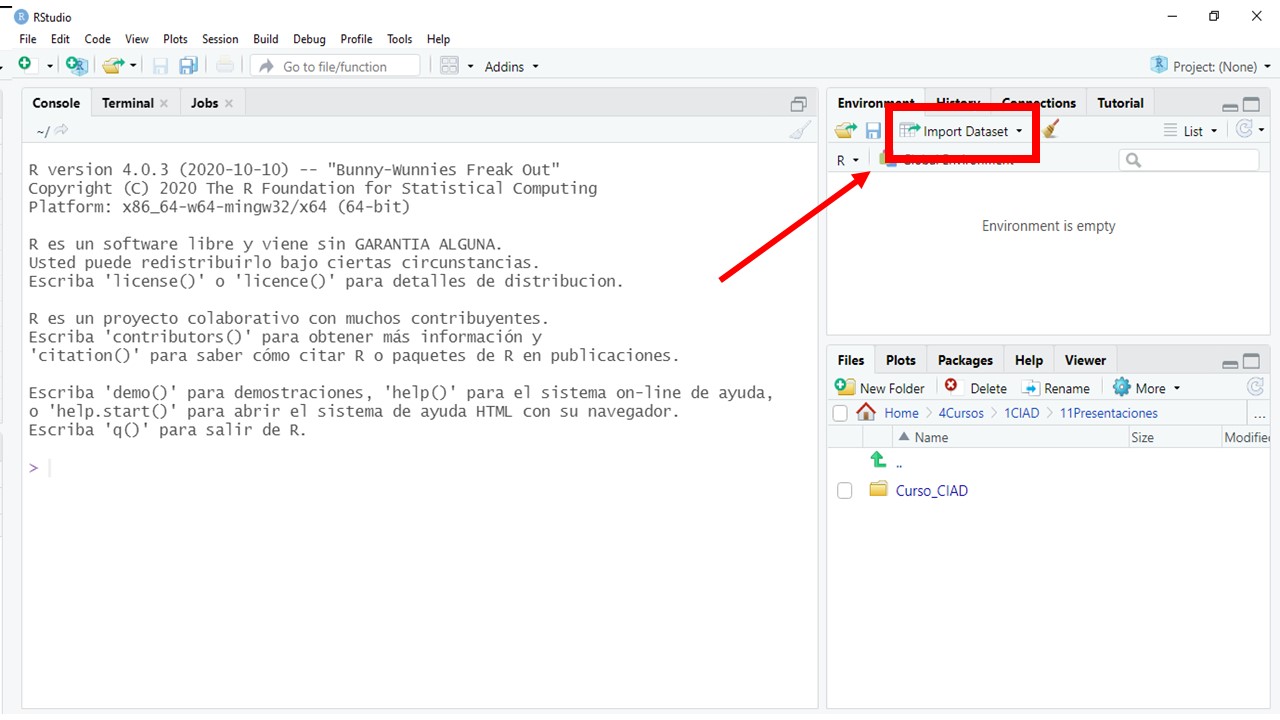 RStudio
File Edit Code View Plots Session Build Debug Profile Tools Help
Go to file/function Addins Project: (None)
Console Terminal Jobs
~/
R version 4.0.3 (2020-10-10) -- "Bunny-Wunnies Freak Out"
Copyright (C) 2020 The R Foundation for Statistical Computing
Platform: x86_64-w64-mingw32/x64 (64-bit)
R es un software libre y viene sin GARANTIA ALGUNA.
Usted puede redistribuirlo bajo ciertas circunstancias.
Escriba 'license()' o 'licence()' para detalles de distribucion.
R es un proyecto colaborativo con muchos contribuyentes.
Escriba 'contributors()' para obtener más información y
'citation()' para saber cómo citar R o paquetes de R en publicaciones.
Escriba 'demo()' para demostraciones, 'help()' para el sistema on-line de ayuda,
o 'help.start()' para abrir el sistema de ayuda HTML con su navegador.
Escriba 'q()' para salir de R.
>
Environment History Connections Tutorial
Import Dataset List
R Global Environment
Environment is empty
Files Plots Packages Help Viewer
New Folder Delete Rename More
Home > 4Cursos > 1CIAD > 11Presentaciones ...
Name Size Modifie
..
Curso_CIAD